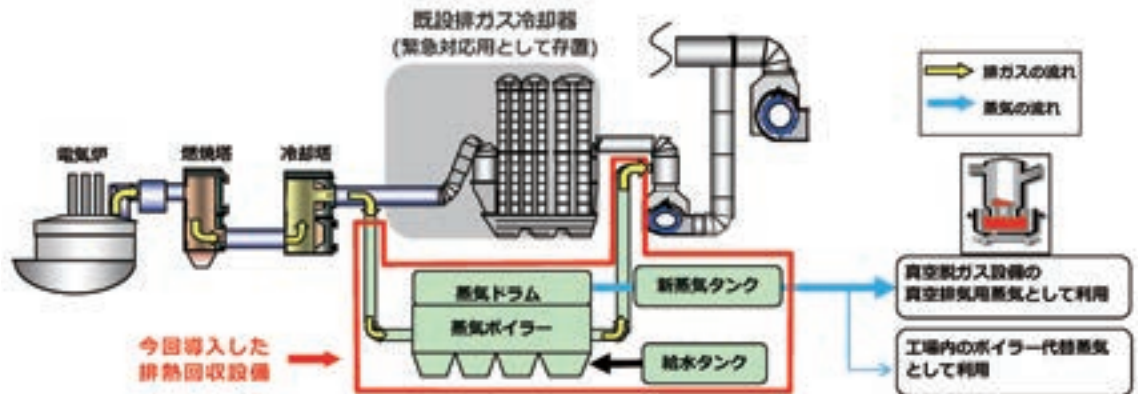 既設排ガス冷却器
(緊急対応用として存置)
排ガスの流れ
蒸気の流れ
電気炉
燃焼塔
冷却塔
蒸気ドラム
新蒸気タンク
真空脱ガス設備の
真空排気用蒸気として利用
蒸気ボイラー
今回導入した
排熱回収設備
給水タンク
工場内のボイラー代替蒸気
として利用